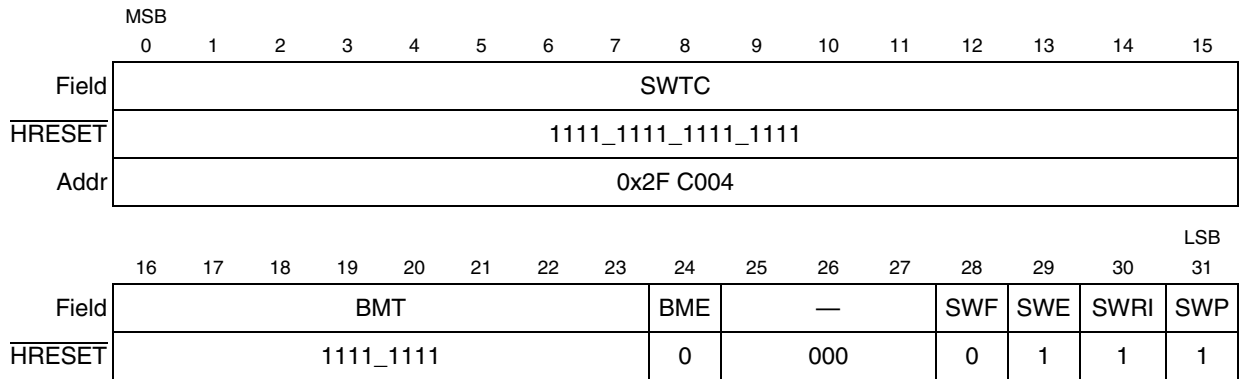 MSB
0 1 2 3 4 5 6 7 8 9 10 11 12 13 14 15
Field SWTC
HRESET 1111_1111_1111_1111
Addr 0x2F C004
LSB
16 17 18 19 20 21 22 23 24 25 26 27 28 29 30 31
Field BMT BME — SWF SWE SWRI SWP
HRESET 1111_1111 0 000 0 1 1 1